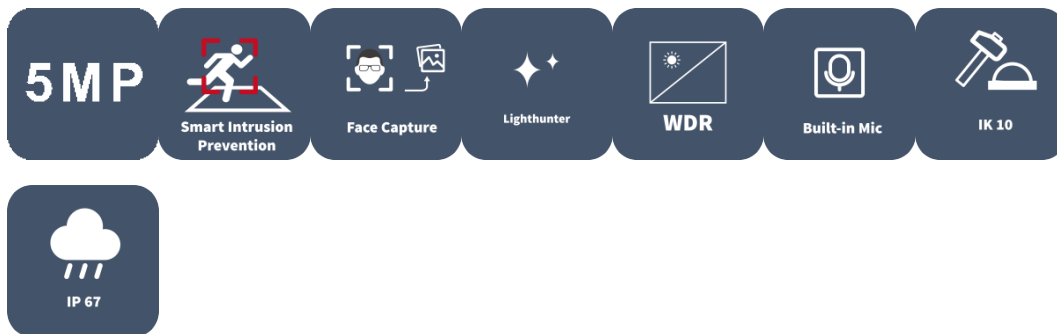 5MP
Smart Intrusion
Prevention
Face Capture
Lighthunter
WDR
Built-in Mic
IK 10
IP 67